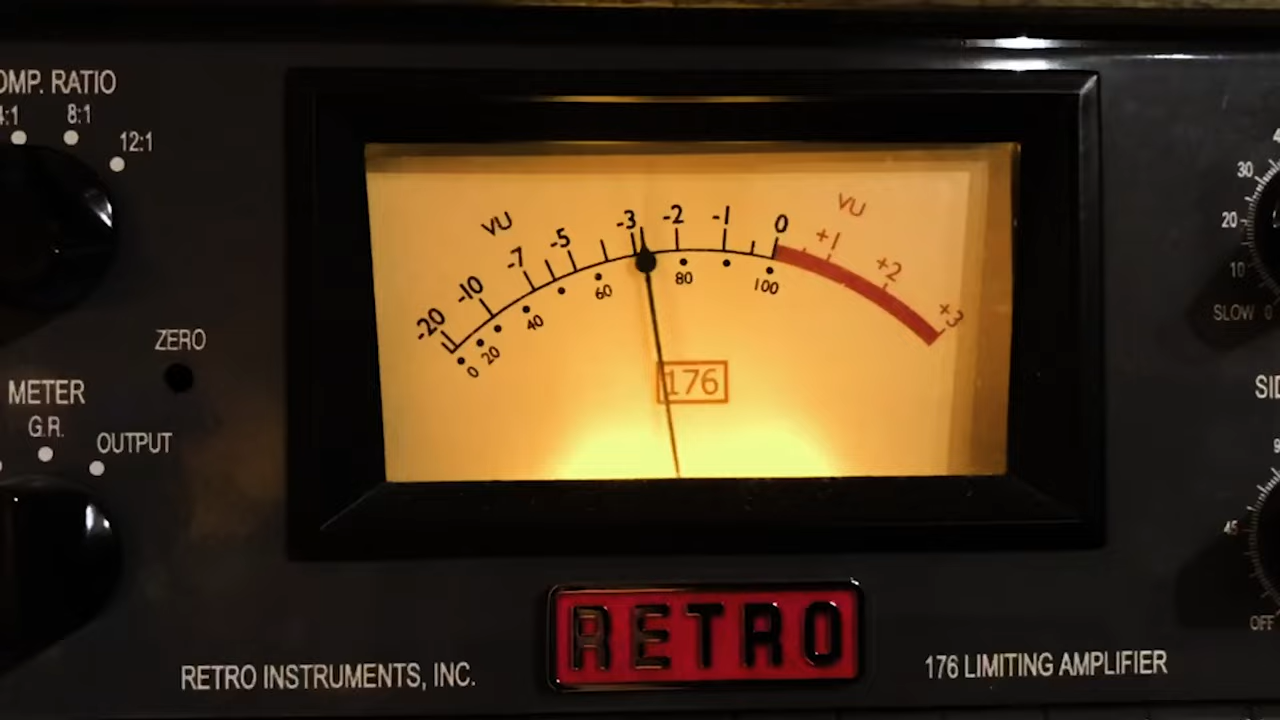 COMP. RATIO
4:1 8:1 12:1
ZERO
METER
G.R.
OUTPUT
VU VU
-20 -10 -7 -5 -3 -2 -1 0 +1 +2 +3
0 20 40 60 80 100
176
30
20
10
SLOW 0
45
OFF
RETRO
RETRO INSTRUMENTS, INC.
176 LIMITING AMPLIFIER